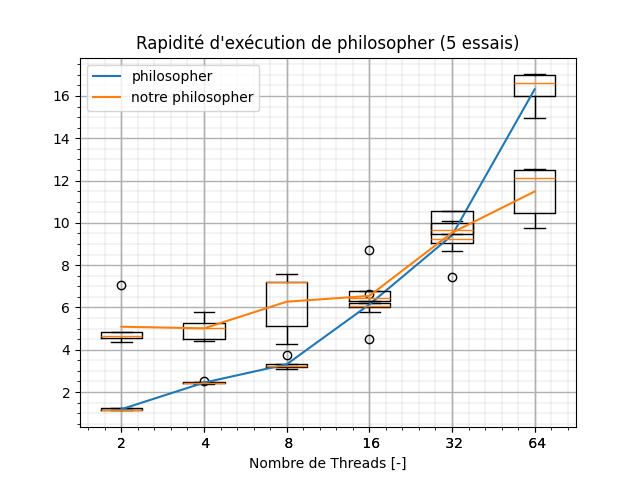 Rapidité d'exécution de philosopher (5 essais)
philosopher
notre philosopher
16
14
12
10
8
6
4
2
2 4 8 16 32 64
Nombre de Threads [-]